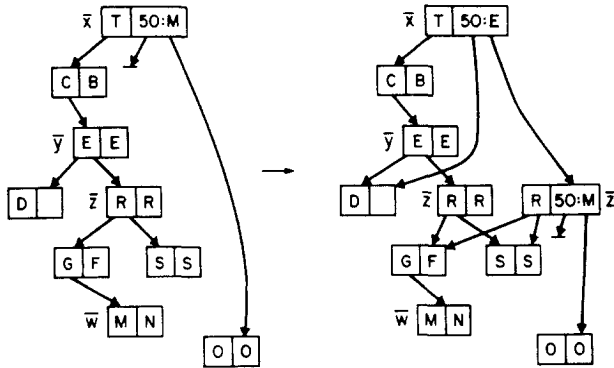 x̄ T 50:M
C B
ȳ E E
D z̄ R R
G F S S
w̄ M N
O O
x̄ T 50:E
C B
ȳ E E
D z̄ R R R 50:M z̄
G F S S
w̄ M N
O O